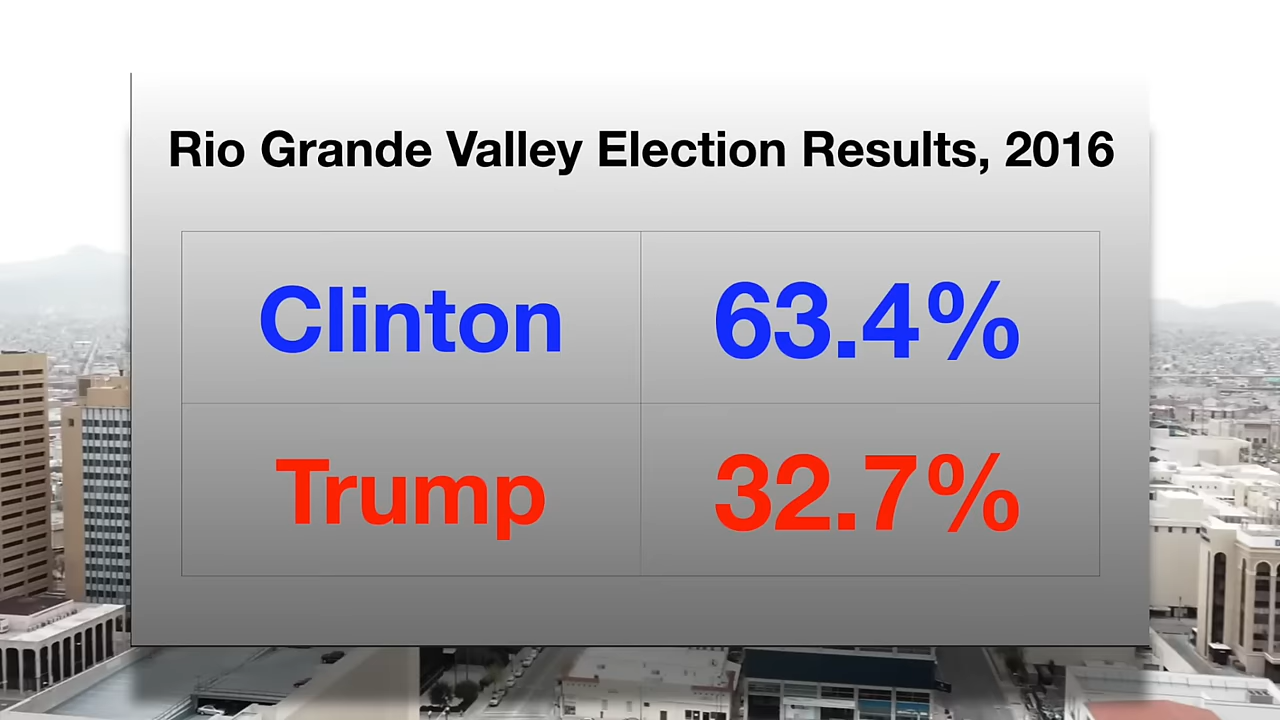 Rio Grande Valley Election Results, 2016
Clinton 63.4%
Trump 32.7%